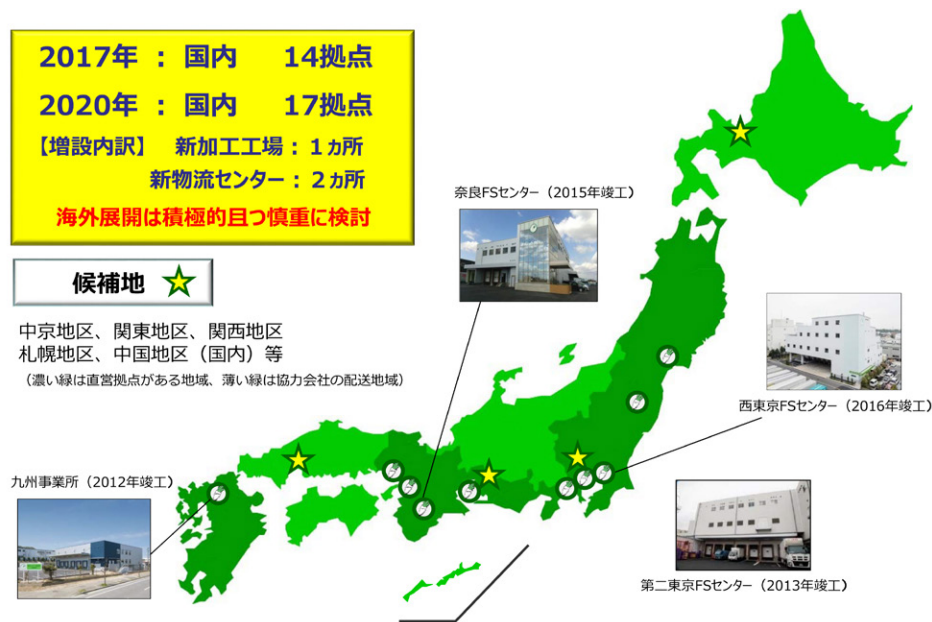 2017年 : 国内 14拠点
2020年 : 国内 17拠点
【増設内訳】 新加工工場 : 1ヵ所
新物流センター : 2ヵ所
海外展開は積極的且つ慎重に検討
候補地
中京地区、関東地区、関西地区
札幌地区、中国地区（国内）等
（濃い緑は直営拠点がある地域、薄い緑は協力会社の配送地域）
奈良FSセンター（2015年竣工）
西東京FSセンター（2016年竣工）
九州事業所（2012年竣工）
第二東京FSセンター（2013年竣工）